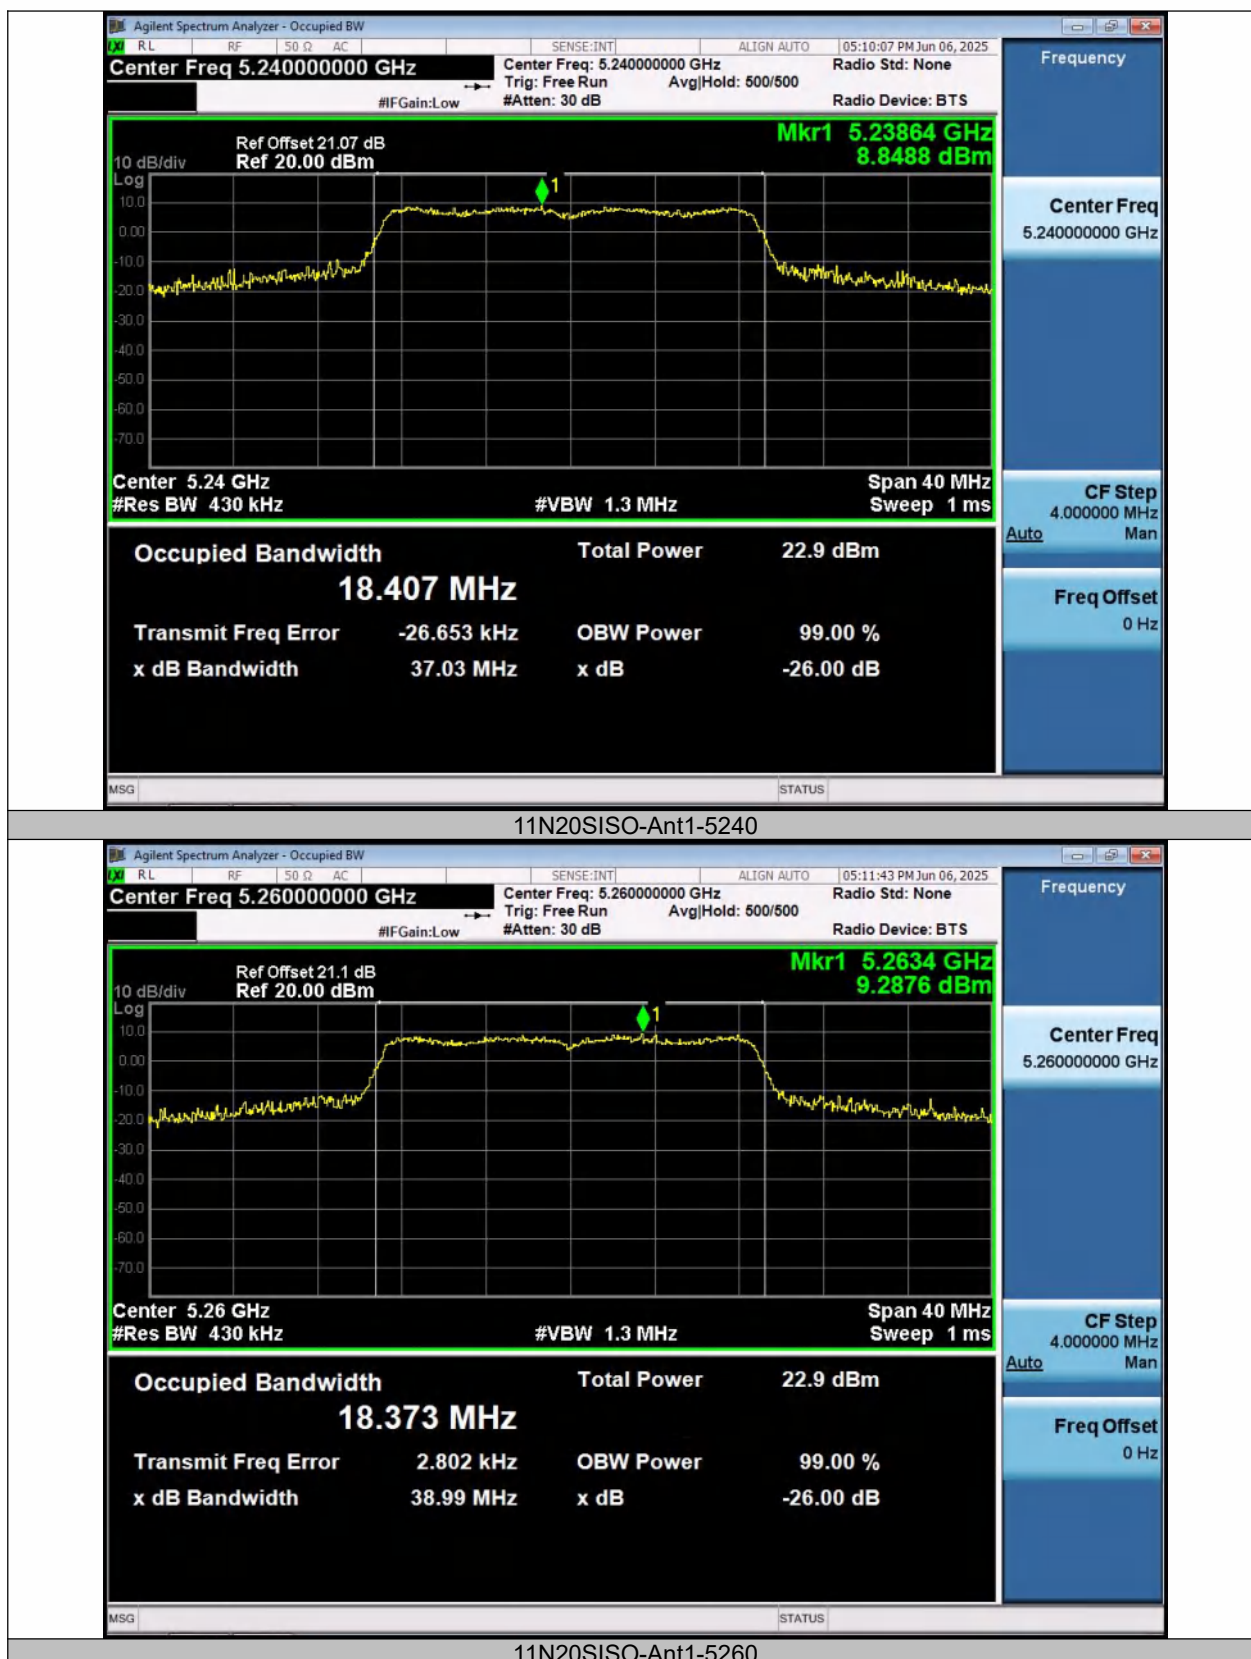 Agilent Spectrum Analyzer - Occupied BW
LXI RL RF 50 Ω AC SENSE:INT ALIGN AUTO 05:10:07 PM Jun 06, 2025
Center Freq 5.240000000 GHz
Center Freq: 5.240000000 GHz Radio Std: None
Trig: Free Run Avg|Hold: 500/500
#IFGain:Low #Atten: 30 dB Radio Device: BTS
Mkr1 5.23864 GHz
8.8488 dBm
Ref Offset 21.07 dB
10 dB/div Ref 20.00 dBm
Log
10.0
0.00
-10.0
-20.0
-30.0
-40.0
-50.0
-60.0
-70.0
1
Center 5.24 GHz Span 40 MHz
#Res BW 430 kHz #VBW 1.3 MHz Sweep 1 ms
Occupied Bandwidth Total Power 22.9 dBm
18.407 MHz
Transmit Freq Error -26.653 kHz OBW Power 99.00 %
x dB Bandwidth 37.03 MHz x dB -26.00 dB
MSG STATUS
Frequency
Center Freq
5.240000000 GHz
CF Step
4.000000 MHz
Auto Man
Freq Offset
0 Hz
11N20SISO-Ant1-5240
Agilent Spectrum Analyzer - Occupied BW
LXI RL RF 50 Ω AC SENSE:INT ALIGN AUTO 05:11:43 PM Jun 06, 2025
Center Freq 5.260000000 GHz
Center Freq: 5.260000000 GHz Radio Std: None
Trig: Free Run Avg|Hold: 500/500
#IFGain:Low #Atten: 30 dB Radio Device: BTS
Mkr1 5.2634 GHz
9.2876 dBm
Ref Offset 21.1 dB
10 dB/div Ref 20.00 dBm
Log
10.0
0.00
-10.0
-20.0
-30.0
-40.0
-50.0
-60.0
-70.0
1
Center 5.26 GHz Span 40 MHz
#Res BW 430 kHz #VBW 1.3 MHz Sweep 1 ms
Occupied Bandwidth Total Power 22.9 dBm
18.373 MHz
Transmit Freq Error 2.802 kHz OBW Power 99.00 %
x dB Bandwidth 38.99 MHz x dB -26.00 dB
MSG STATUS
Frequency
Center Freq
5.260000000 GHz
CF Step
4.000000 MHz
Auto Man
Freq Offset
0 Hz
11N20SISO-Ant1-5260